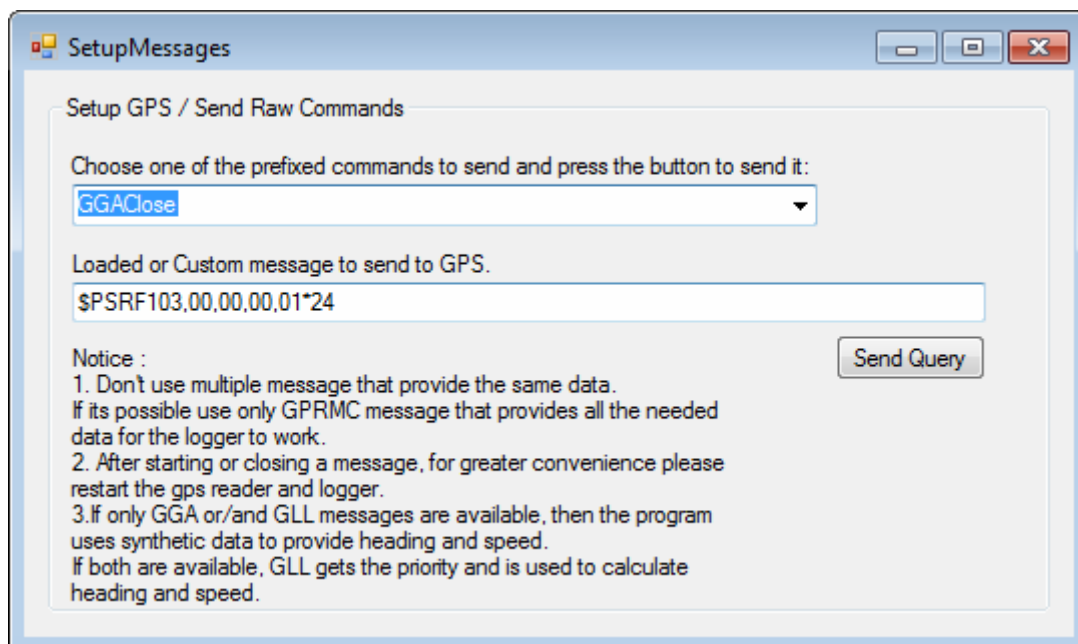 SetupMessages
Setup GPS / Send Raw Commands
Choose one of the prefixed commands to send and press the button to send it:
GGAClose
Loaded or Custom message to send to GPS.
$PSRF103,00,00,00,01*24
Notice :
Send Query
1. Don't use multiple message that provide the same data.
If its possible use only GPRMC message that provides all the needed
data for the logger to work.
2. After starting or closing a message, for greater convenience please
restart the gps reader and logger.
3.If only GGA or/and GLL messages are available, then the program
uses synthetic data to provide heading and speed.
If both are available, GLL gets the priority and is used to calculate
heading and speed.